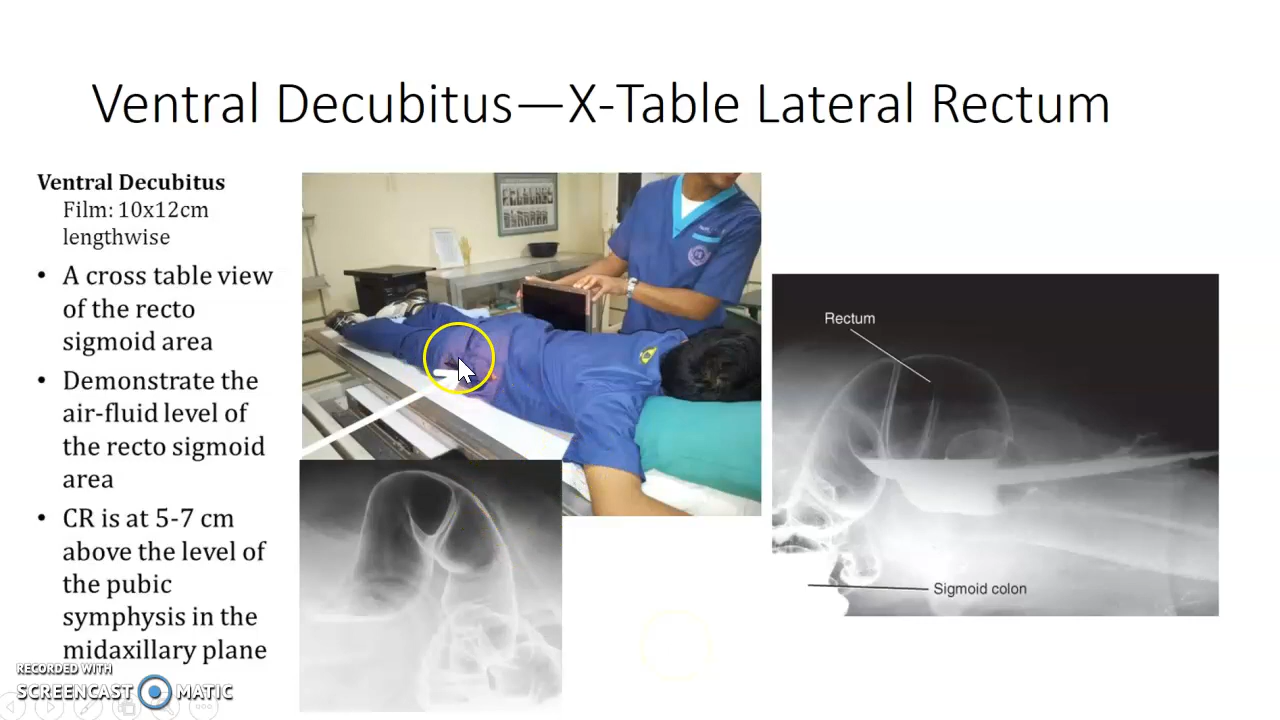 Ventral Decubitus—X-Table Lateral Rectum
Ventral Decubitus
Film: 10x12cm
lengthwise
• A cross table view
of the recto
sigmoid area
• Demonstrate the
air-fluid level of
the recto sigmoid
area
• CR is at 5-7 cm
above the level of
the pubic
symphysis in the
midaxillary plane
Rectum
Sigmoid colon
RECORDED WITH
SCREENCAST MATIC